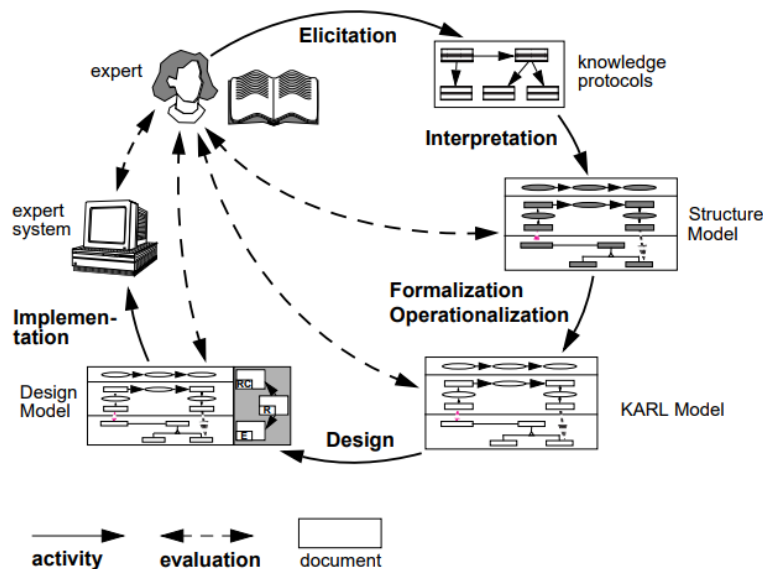 Elicitation
expert
knowledge
protocols
Interpretation
expert
system
Structure
Model
Formalization
Operationalization
Implemen-
tation
Design
Model
RC
R
E
KARL Model
Design
activity
evaluation
document